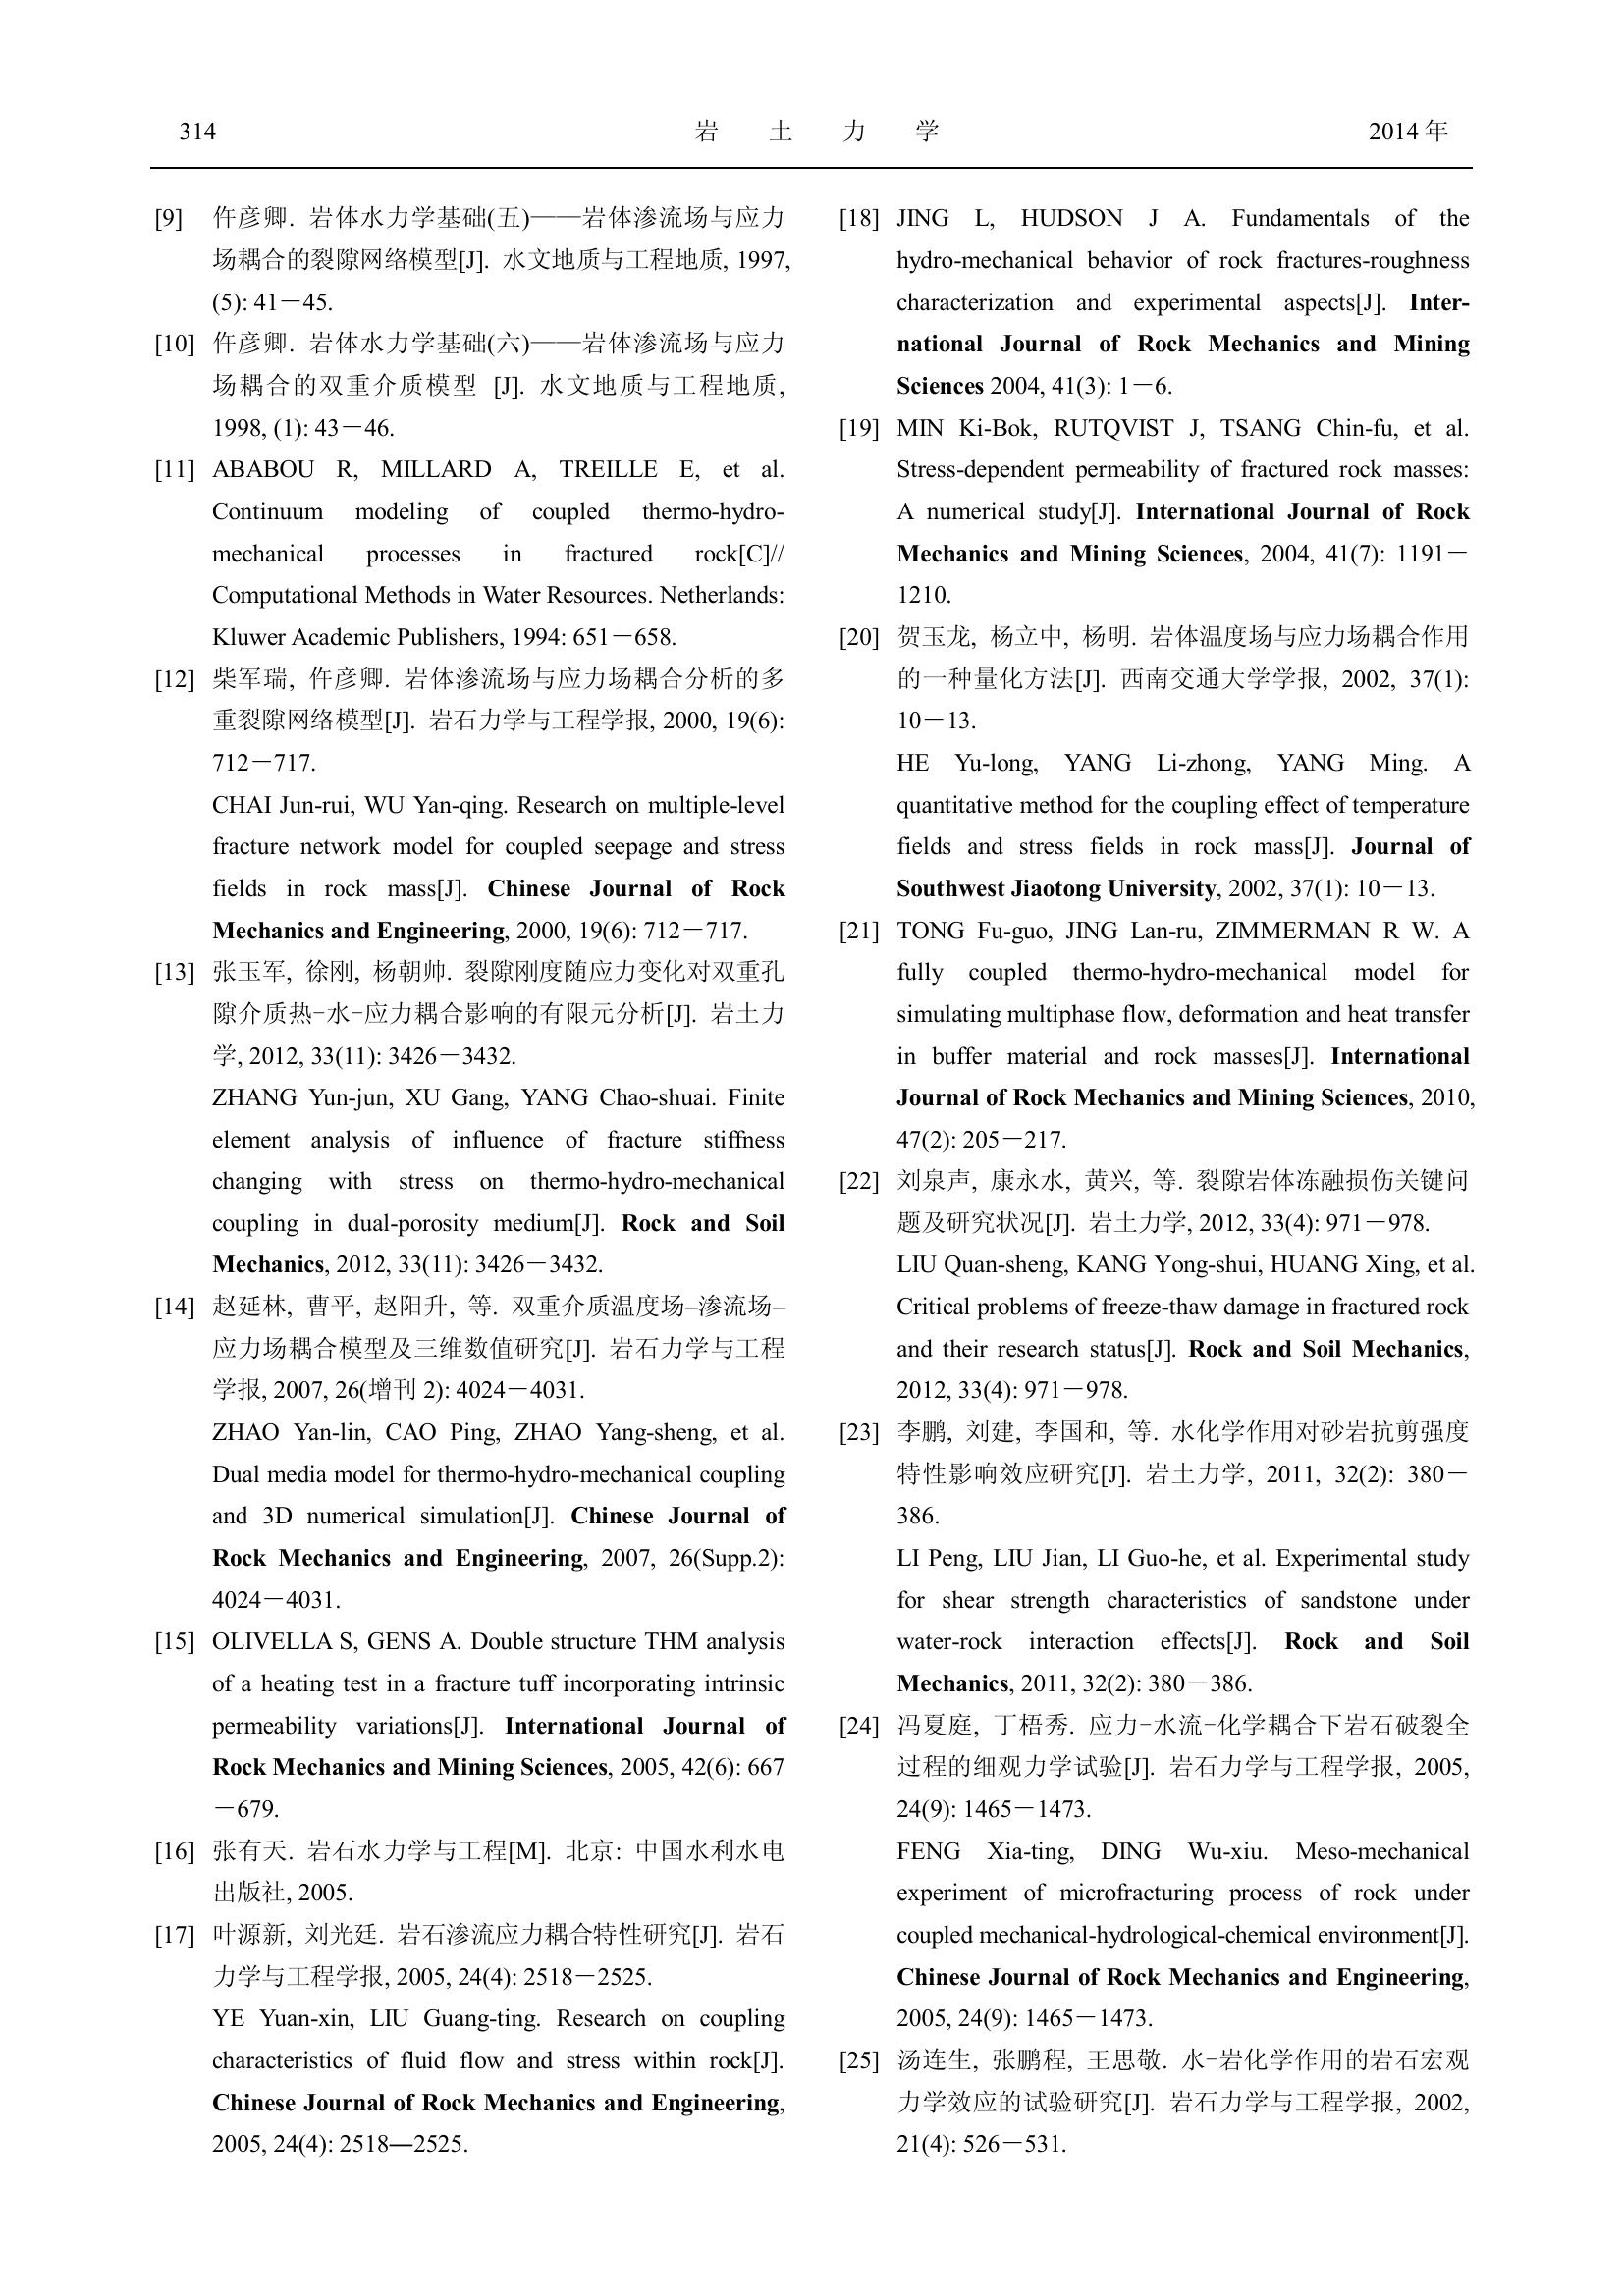 314
岩 土 力 学
2014 年
[9] 仵彦卿. 岩体水力学基础(五)——岩体渗流场与应力
场耦合的裂隙网络模型[J]. 水文地质与工程地质, 1997,
(5): 41－45.
[10] 仵彦卿. 岩体水力学基础(六)——岩体渗流场与应力
场耦合的双重介质模型 [J]. 水文地质与工程地质,
1998, (1): 43－46.
[11] ABABOU R, MILLARD A, TREILLE E, et al.
Continuum modeling of coupled thermo-hydro-
mechanical processes in fractured rock[C]//
Computational Methods in Water Resources. Netherlands:
Kluwer Academic Publishers, 1994: 651－658.
[12] 柴军瑞, 仵彦卿. 岩体渗流场与应力场耦合分析的多
重裂隙网络模型[J]. 岩石力学与工程学报, 2000, 19(6):
712－717.
CHAI Jun-rui, WU Yan-qing. Research on multiple-level
fracture network model for coupled seepage and stress
fields in rock mass[J]. Chinese Journal of Rock
Mechanics and Engineering, 2000, 19(6): 712－717.
[13] 张玉军, 徐刚, 杨朝帅. 裂隙刚度随应力变化对双重孔
隙介质热-水-应力耦合影响的有限元分析[J]. 岩土力
学, 2012, 33(11): 3426－3432.
ZHANG Yun-jun, XU Gang, YANG Chao-shuai. Finite
element analysis of influence of fracture stiffness
changing with stress on thermo-hydro-mechanical
coupling in dual-porosity medium[J]. Rock and Soil
Mechanics, 2012, 33(11): 3426－3432.
[14] 赵延林, 曹平, 赵阳升, 等. 双重介质温度场–渗流场–
应力场耦合模型及三维数值研究[J]. 岩石力学与工程
学报, 2007, 26(增刊 2): 4024－4031.
ZHAO Yan-lin, CAO Ping, ZHAO Yang-sheng, et al.
Dual media model for thermo-hydro-mechanical coupling
and 3D numerical simulation[J]. Chinese Journal of
Rock Mechanics and Engineering, 2007, 26(Supp.2):
4024－4031.
[15] OLIVELLA S, GENS A. Double structure THM analysis
of a heating test in a fracture tuff incorporating intrinsic
permeability variations[J]. International Journal of
Rock Mechanics and Mining Sciences, 2005, 42(6): 667
－679.
[16] 张有天. 岩石水力学与工程[M]. 北京: 中国水利水电
出版社, 2005.
[17] 叶源新, 刘光廷. 岩石渗流应力耦合特性研究[J]. 岩石
力学与工程学报, 2005, 24(4): 2518－2525.
YE Yuan-xin, LIU Guang-ting. Research on coupling
characteristics of fluid flow and stress within rock[J].
Chinese Journal of Rock Mechanics and Engineering,
2005, 24(4): 2518—2525.
[18] JING L, HUDSON J A. Fundamentals of the
hydro-mechanical behavior of rock fractures-roughness
characterization and experimental aspects[J]. Inter-
national Journal of Rock Mechanics and Mining
Sciences 2004, 41(3): 1－6.
[19] MIN Ki-Bok, RUTQVIST J, TSANG Chin-fu, et al.
Stress-dependent permeability of fractured rock masses:
A numerical study[J]. International Journal of Rock
Mechanics and Mining Sciences, 2004, 41(7): 1191－
1210.
[20] 贺玉龙, 杨立中, 杨明. 岩体温度场与应力场耦合作用
的一种量化方法[J]. 西南交通大学学报, 2002, 37(1):
10－13.
HE Yu-long, YANG Li-zhong, YANG Ming. A
quantitative method for the coupling effect of temperature
fields and stress fields in rock mass[J]. Journal of
Southwest Jiaotong University, 2002, 37(1): 10－13.
[21] TONG Fu-guo, JING Lan-ru, ZIMMERMAN R W. A
fully coupled thermo-hydro-mechanical model for
simulating multiphase flow, deformation and heat transfer
in buffer material and rock masses[J]. International
Journal of Rock Mechanics and Mining Sciences, 2010,
47(2): 205－217.
[22] 刘泉声, 康永水, 黄兴, 等. 裂隙岩体冻融损伤关键问
题及研究状况[J]. 岩土力学, 2012, 33(4): 971－978.
LIU Quan-sheng, KANG Yong-shui, HUANG Xing, et al.
Critical problems of freeze-thaw damage in fractured rock
and their research status[J]. Rock and Soil Mechanics,
2012, 33(4): 971－978.
[23] 李鹏, 刘建, 李国和, 等. 水化学作用对砂岩抗剪强度
特性影响效应研究[J]. 岩土力学, 2011, 32(2): 380－
386.
LI Peng, LIU Jian, LI Guo-he, et al. Experimental study
for shear strength characteristics of sandstone under
water-rock interaction effects[J]. Rock and Soil
Mechanics, 2011, 32(2): 380－386.
[24] 冯夏庭, 丁梧秀. 应力-水流-化学耦合下岩石破裂全
过程的细观力学试验[J]. 岩石力学与工程学报, 2005,
24(9): 1465－1473.
FENG Xia-ting, DING Wu-xiu. Meso-mechanical
experiment of microfracturing process of rock under
coupled mechanical-hydrological-chemical environment[J].
Chinese Journal of Rock Mechanics and Engineering,
2005, 24(9): 1465－1473.
[25] 汤连生, 张鹏程, 王思敬. 水-岩化学作用的岩石宏观
力学效应的试验研究[J]. 岩石力学与工程学报, 2002,
21(4): 526－531.